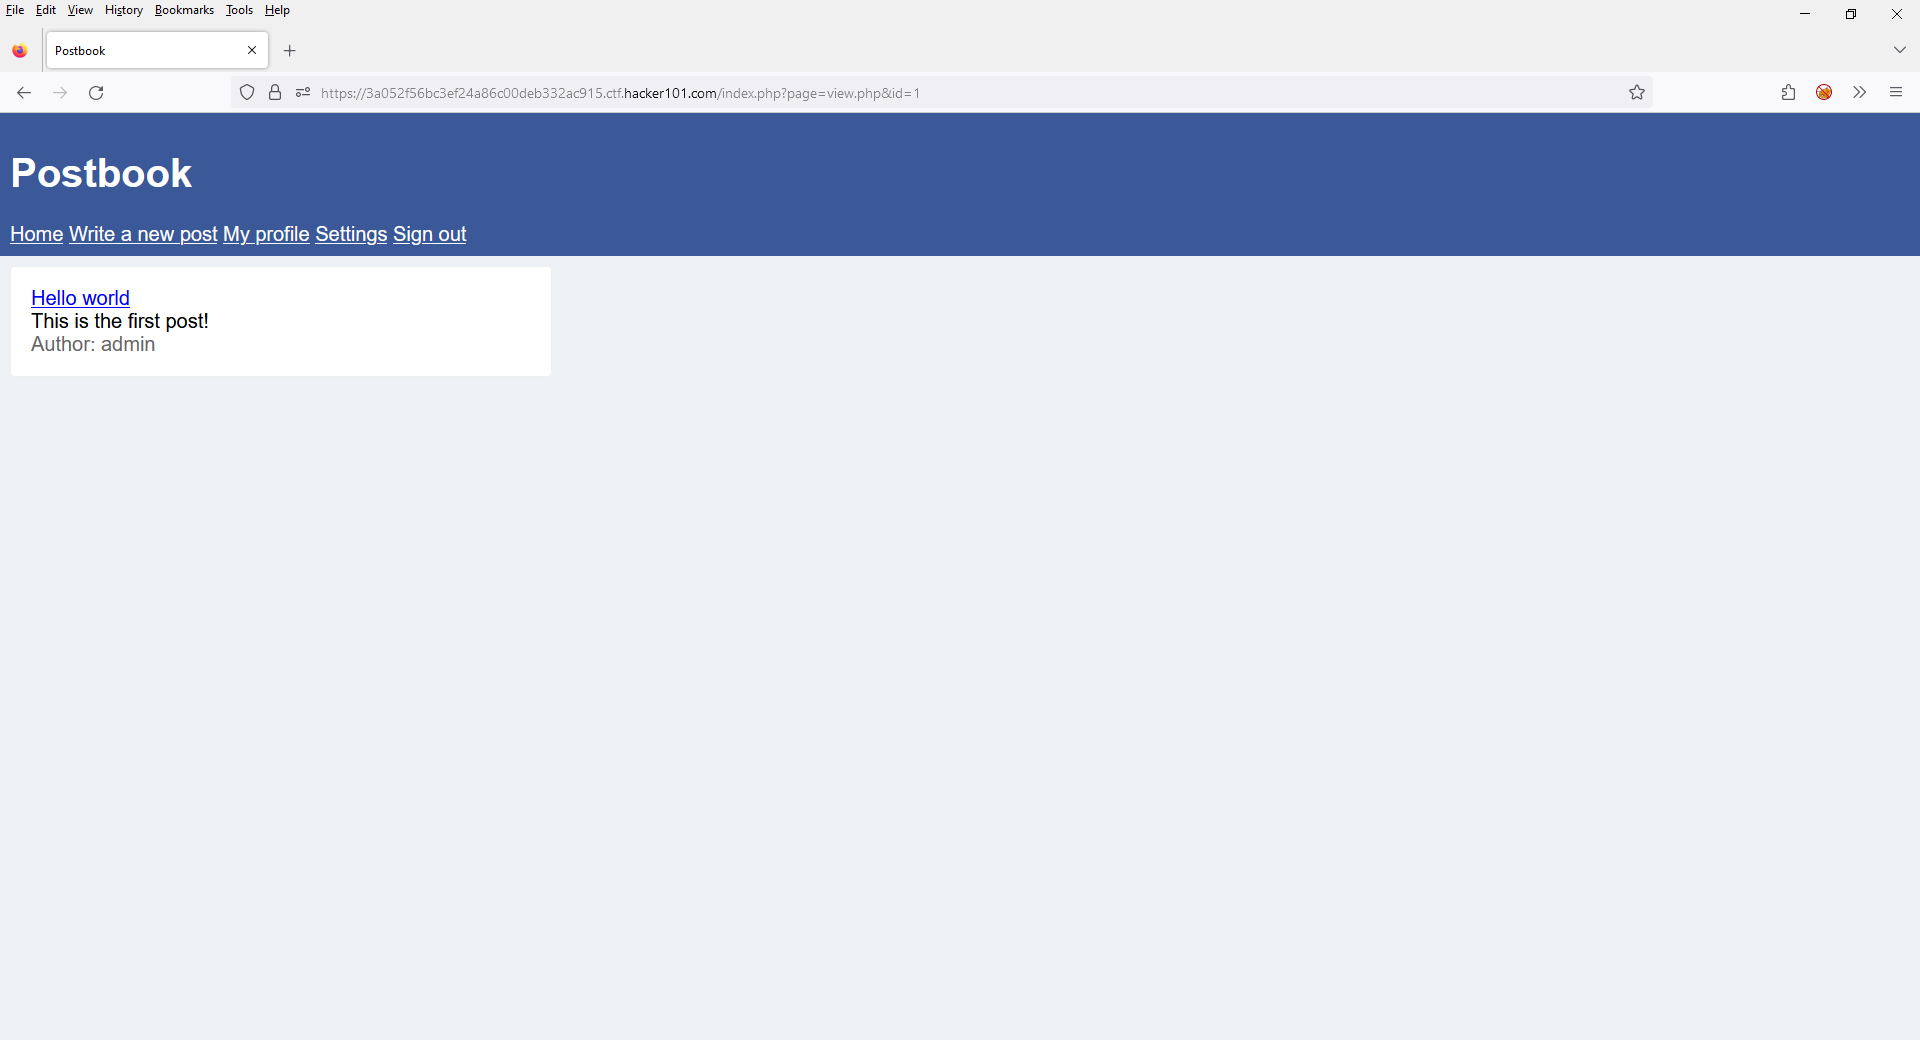 File Edit View History Bookmarks Tools Help
Postbook
https://3a052f56bc3ef24a86c00deb332ac915.ctf.hacker101.com/index.php?page=view.php&id=1
Postbook
Home Write a new post My profile Settings Sign out
Hello world
This is the first post!
Author: admin